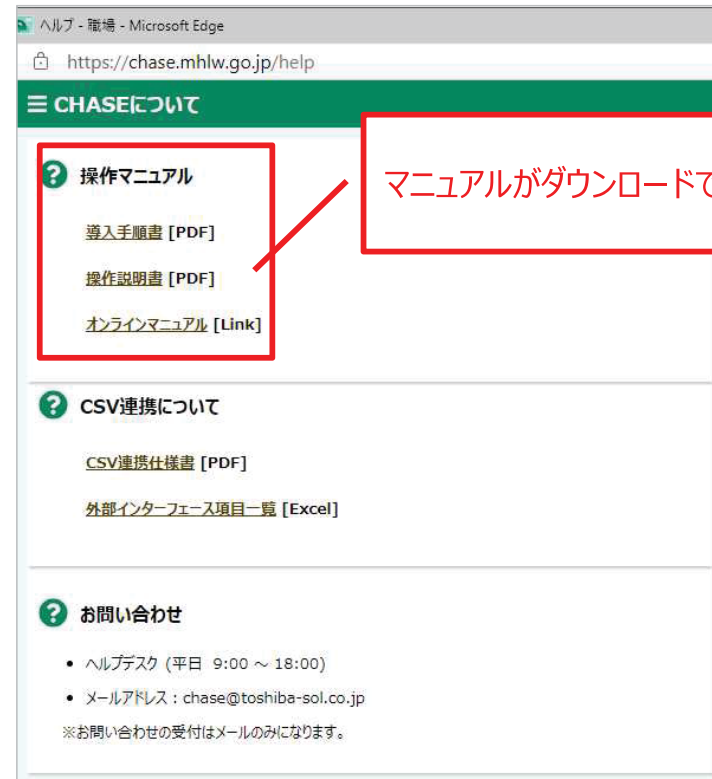 ヘルプ - 職場 - Microsoft Edge
https://chase.mhlw.go.jp/help
☰ CHASEについて
? 操作マニュアル
マニュアルがダウンロードで
導入手順書 [PDF]
操作説明書 [PDF]
オンラインマニュアル [Link]
? CSV連携について
CSV連携仕様書 [PDF]
外部インターフェース項目一覧 [Excel]
? お問い合わせ
• ヘルプデスク (平日 9:00 ～ 18:00)
• メールアドレス : chase@toshiba-sol.co.jp
※お問い合わせの受付はメールのみになります。